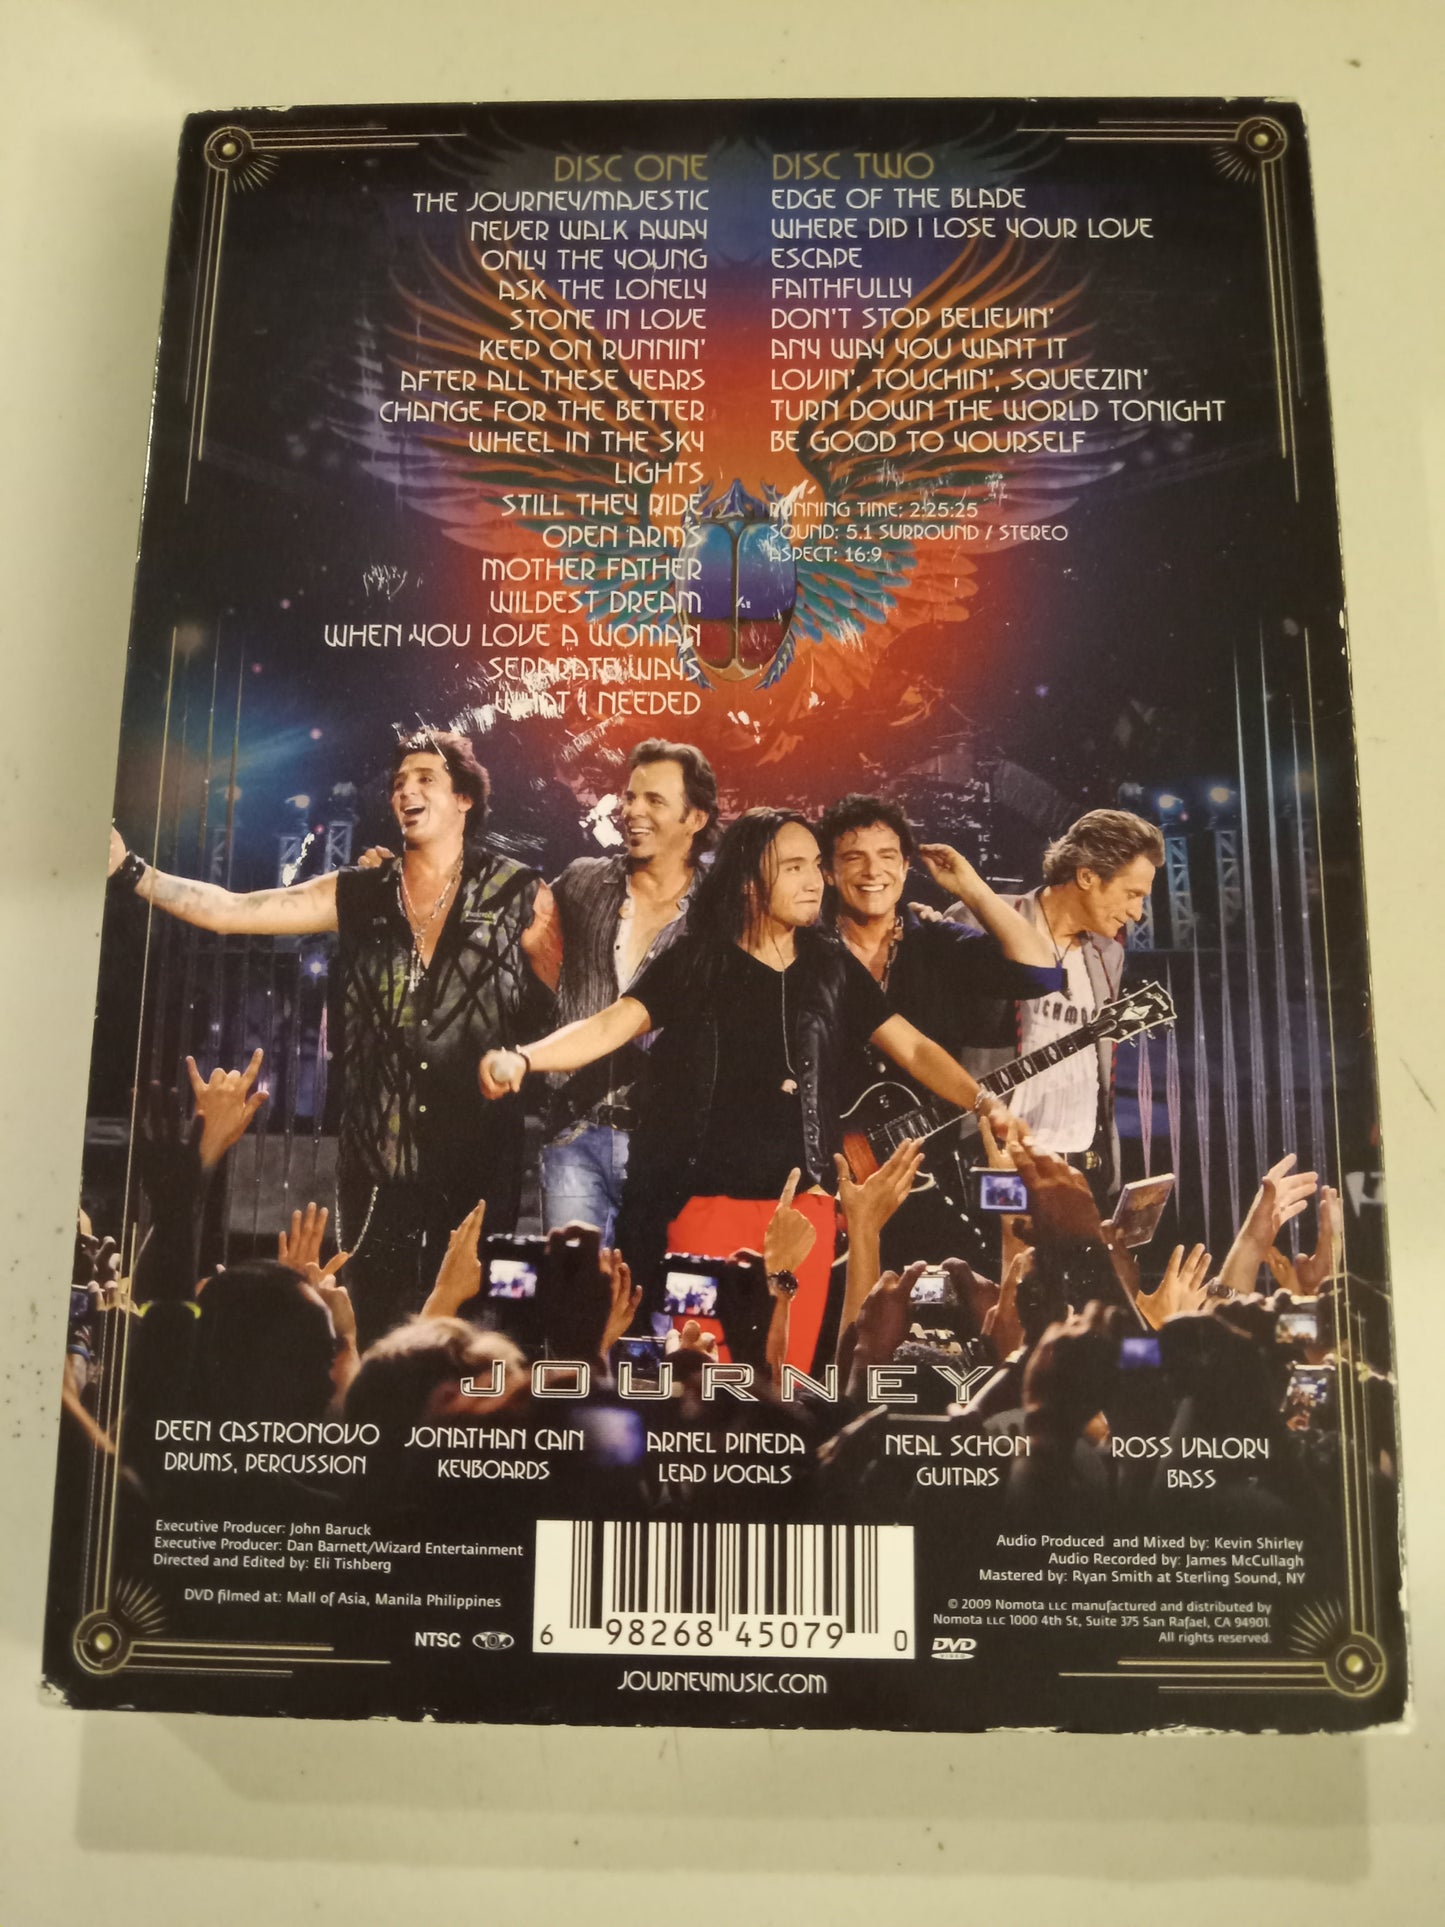 DISC ONE
THE JOURNEY/MAJESTIC
NEVER WALK AWAY
ONLY THE YOUNG
ASK THE LONELY
STONE IN LOVE
KEEP ON RUNNIN'
AFTER ALL THESE YEARS
CHANGE FOR THE BETTER
WHEEL IN THE SKY
LIGHTS
STILL THEY RIDE
OPEN ARMS
MOTHER FATHER
WILDEST DREAM
WHEN YOU LOVE A WOMAN
SEPARATE WAYS
WHAT I NEEDED
DISC TWO
EDGE OF THE BLADE
WHERE DID I LOSE YOUR LOVE
ESCAPE
FAITHFULLY
DON'T STOP BELIEVIN'
ANY WAY YOU WANT IT
LOVIN', TOUCHIN', SQUEEZIN'
TURN DOWN THE WORLD TONIGHT
BE GOOD TO YOURSELF
RUNNING TIME: 2:25:25
SOUND: 5.1 SURROUND / STEREO
ASPECT: 16:9
JOURNEY
DEEN CASTRONOVO
DRUMS, PERCUSSION
JONATHAN CAIN
KEYBOARDS
ARNEL PINEDA
LEAD VOCALS
NEAL SCHON
GUITARS
ROSS VALORY
BASS
Executive Producer: John Baruck
Executive Producer: Dan Barnett/Wizard Entertainment
Directed and Edited by: Eli Tishberg
DVD filmed at: Mall of Asia, Manila Philippines
NTSC
6 98268 45079 0
Audio Produced and Mixed by: Kevin Shirley
Audio Recorded by: James McCullagh
Mastered by: Ryan Smith at Sterling Sound, NY
© 2009 Nomota LLC manufactured and distributed by
Nomota LLC 1000 4th St, Suite 375 San Rafael, CA 94901.
All rights reserved.
DVD
VIDEO
JOURNEYMUSIC.COM